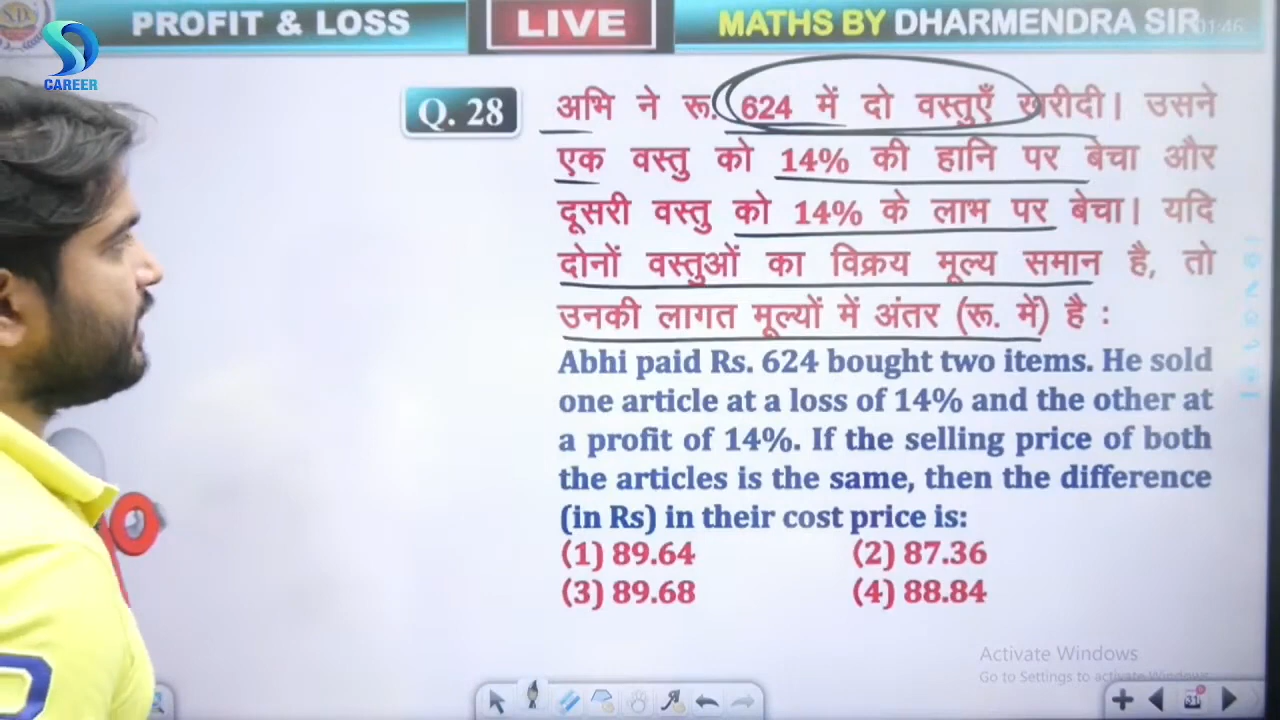 PROFIT & LOSS
LIVE
MATHS BY DHARMENDRA SIR
01:46
CAREER
Q. 28
अभि ने रू. 624 में दो वस्तुएँ खरीदी। उसने
एक वस्तु को 14% की हानि पर बेचा और
दूसरी वस्तु को 14% के लाभ पर बेचा। यदि
दोनों वस्तुओं का विक्रय मूल्य समान है, तो
उनकी लागत मूल्यों में अंतर (रू. में) है :
Abhi paid Rs. 624 bought two items. He sold
one article at a loss of 14% and the other at
a profit of 14%. If the selling price of both
the articles is the same, then the difference
(in Rs) in their cost price is:
(1) 89.64 (2) 87.36
(3) 89.68 (4) 88.84
Activate Windows
Go to Settings to activate Windows.
31